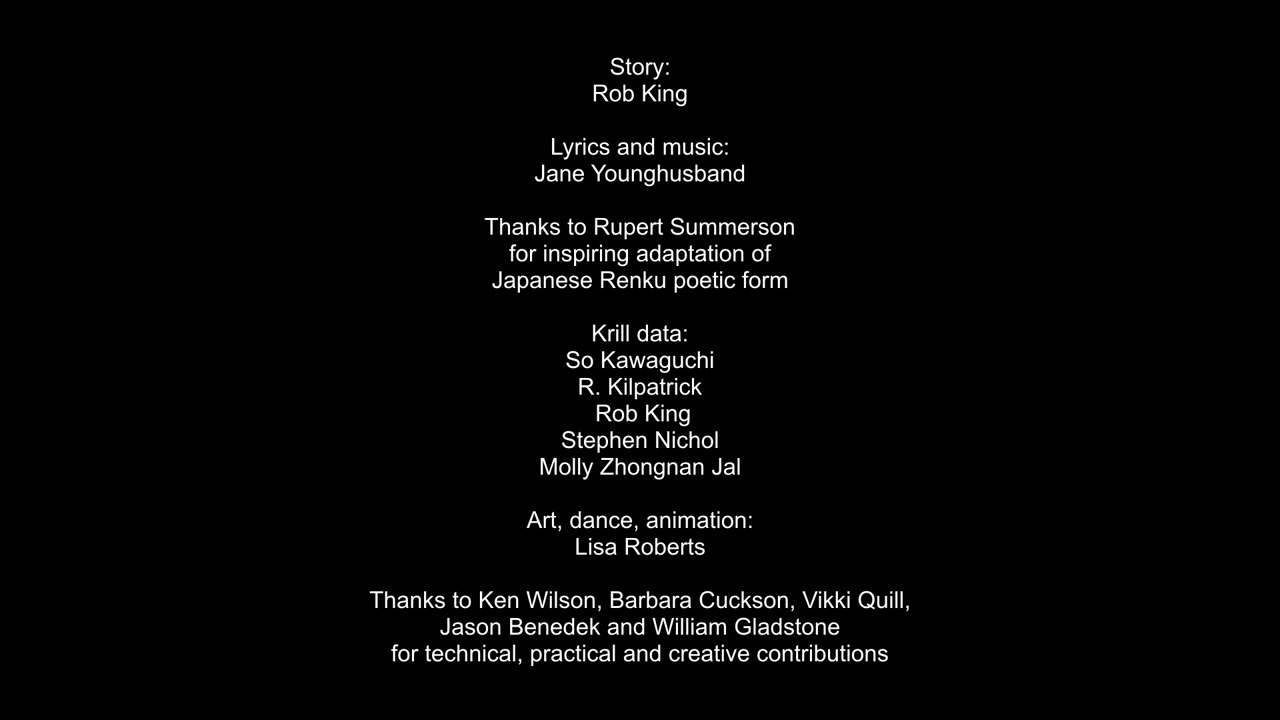 Story:
Rob King
Lyrics and music:
Jane Younghusband
Thanks to Rupert Summerson
for inspiring adaptation of
Japanese Renku poetic form
Krill data:
So Kawaguchi
R. Kilpatrick
Rob King
Stephen Nichol
Molly Zhongnan Jal
Art, dance, animation:
Lisa Roberts
Thanks to Ken Wilson, Barbara Cuckson, Vikki Quill,
Jason Benedek and William Gladstone
for technical, practical and creative contributions